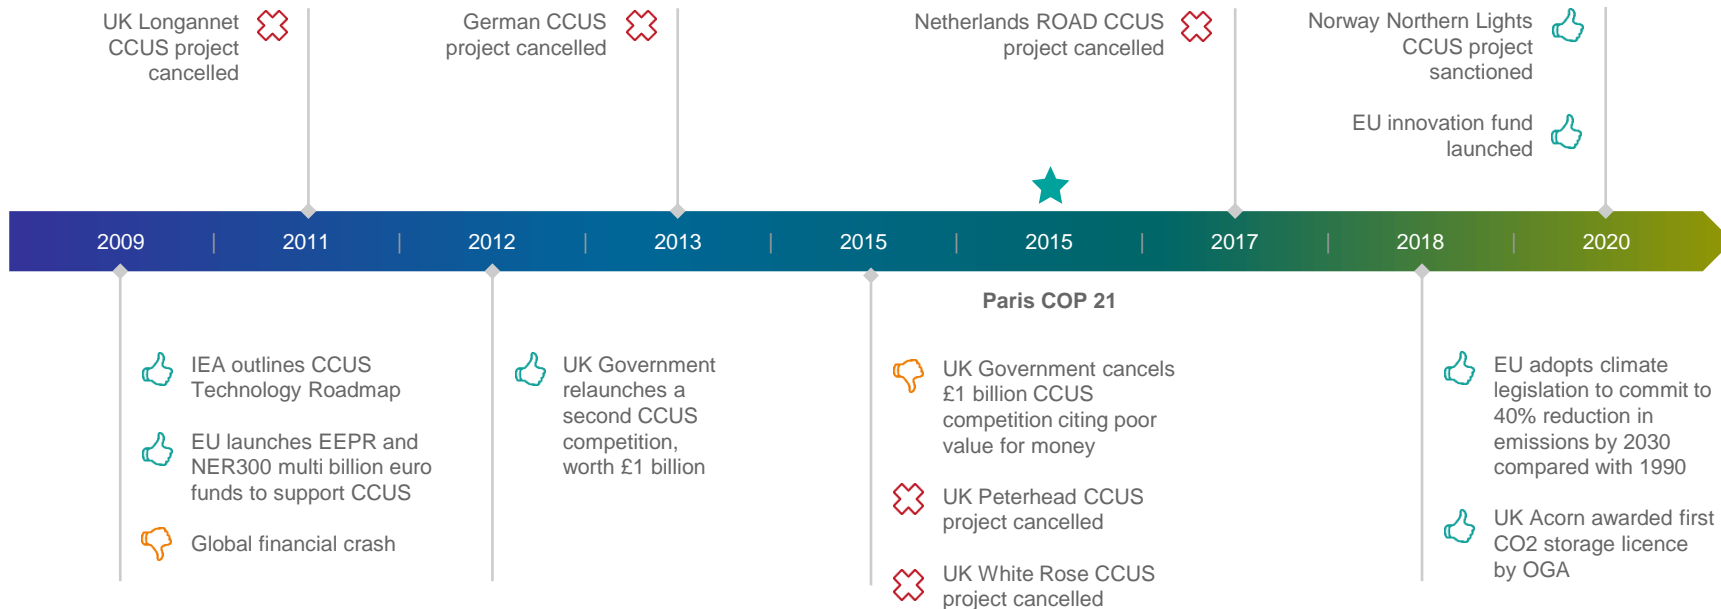 UK Longannet
CCUS project
cancelled
German CCUS
project cancelled
Netherlands ROAD CCUS
project cancelled
Norway Northern Lights
CCUS project
sanctioned
EU innovation fund
launched
2009 | 2011 | 2012 | 2013 | 2015 | 2015 | 2017 | 2018 | 2020
Paris COP 21
IEA outlines CCUS
Technology Roadmap
EU launches EEPR and
NER300 multi billion euro
funds to support CCUS
Global financial crash
UK Government
relaunches a
second CCUS
competition,
worth £1 billion
UK Government cancels
£1 billion CCUS
competition citing poor
value for money
UK Peterhead CCUS
project cancelled
UK White Rose CCUS
project cancelled
EU adopts climate
legislation to commit to
40% reduction in
emissions by 2030
compared with 1990
UK Acorn awarded first
CO2 storage licence
by OGA